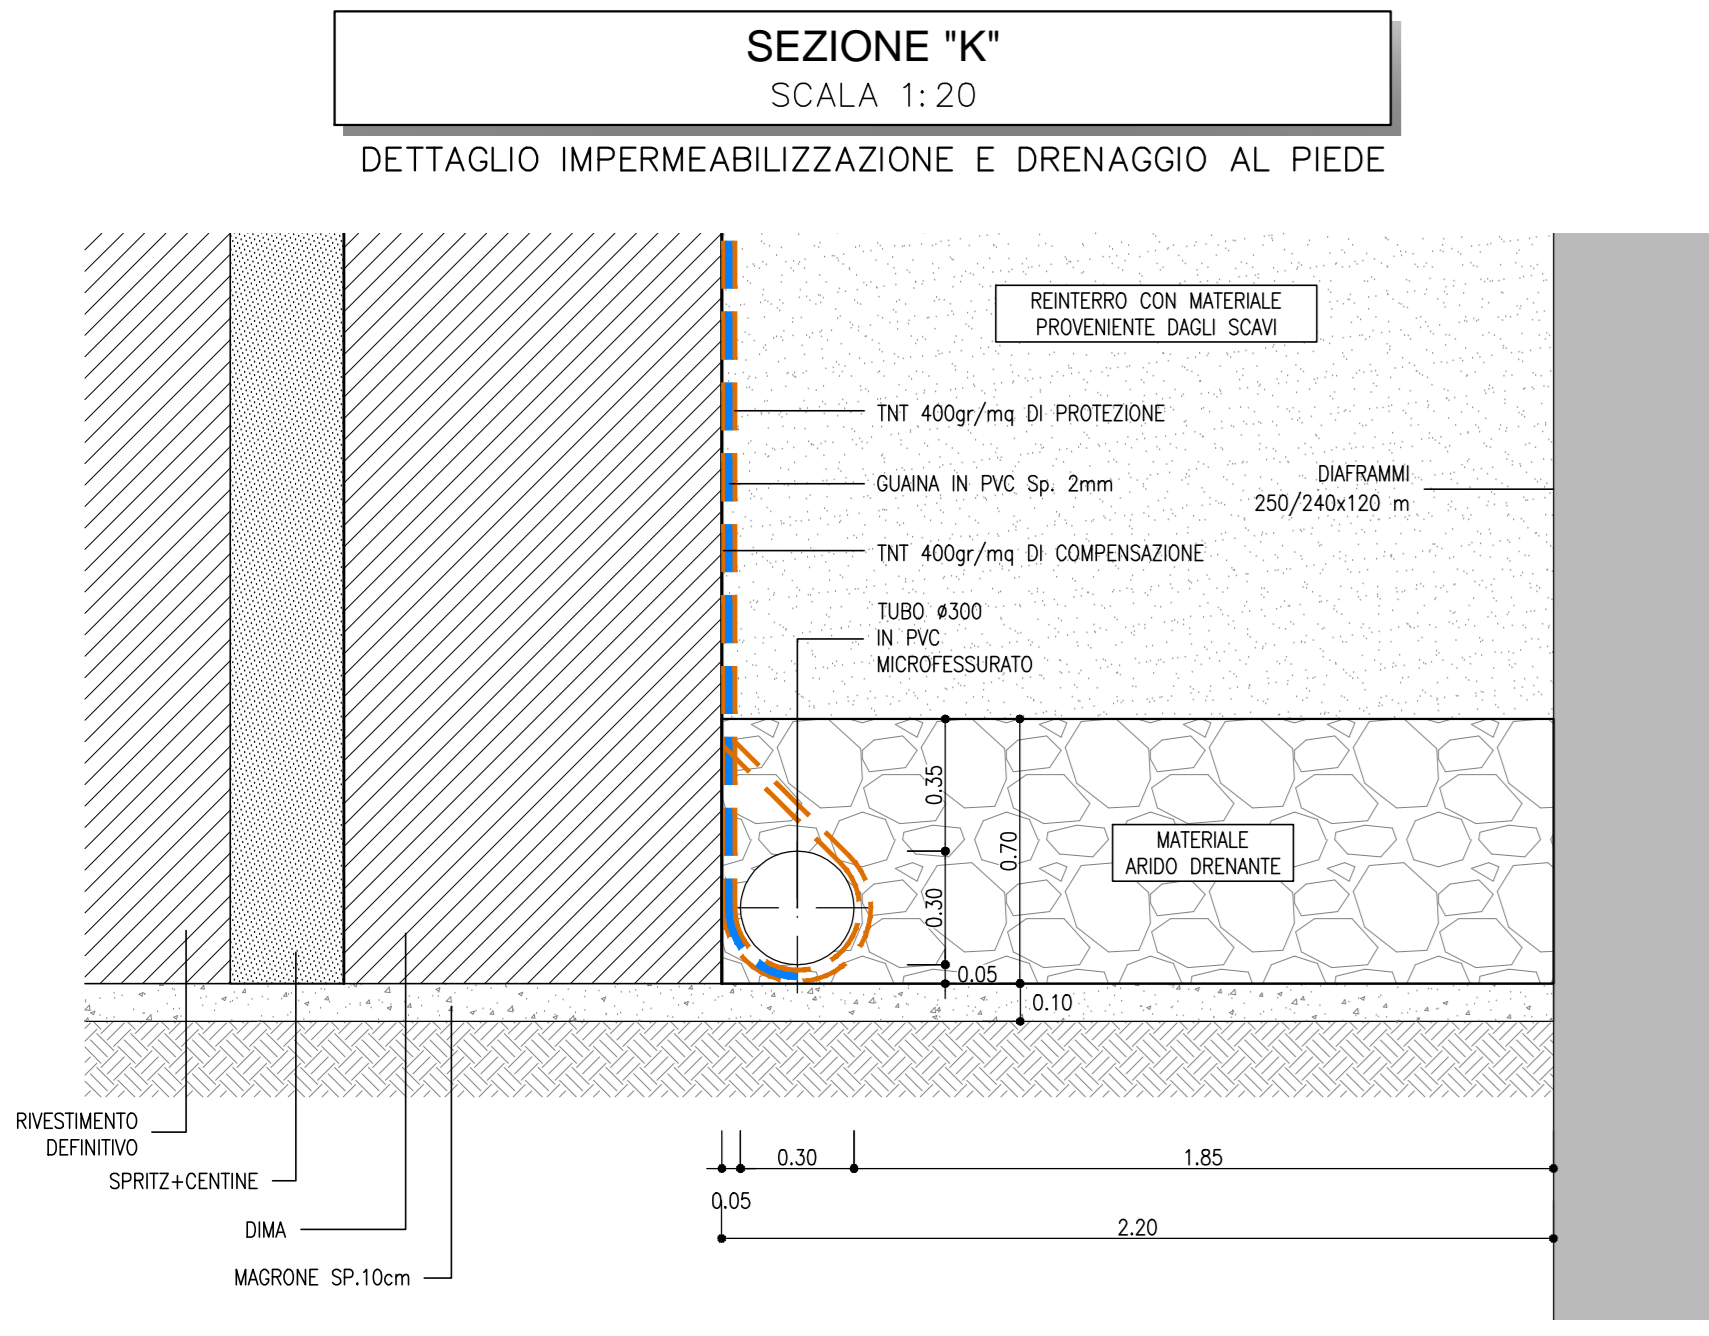 SEZIONE "K"
SCALA 1:20
DETTAGLIO IMPERMEABILIZZAZIONE E DRENAGGIO AL PIEDE
REINTERRO CON MATERIALE
PROVENIENTE DAGLI SCAVI
TNT 400gr/mq DI PROTEZIONE
GUAINA IN PVC Sp. 2mm
DIAFRAMMI
250/240x120 m
TNT 400gr/mq DI COMPENSAZIONE
TUBO ø300
IN PVC
MICROFESSURATO
0.35
0.70
0.30
0.05
0.10
MATERIALE
ARIDO DRENANTE
RIVESTIMENTO
DEFINITIVO
SPRITZ+CENTINE
DIMA
MAGRONE SP.10cm
0.30
1.85
0.05
2.20